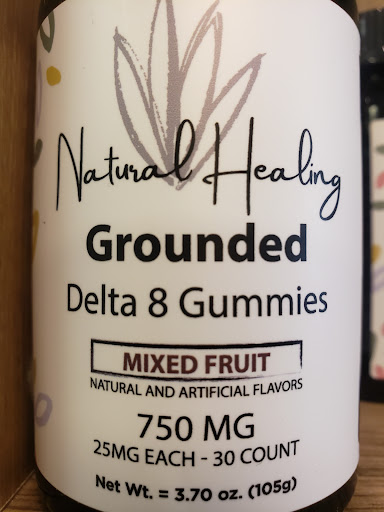 Natural Healing
Grounded
Delta 8 Gummies
MIXED FRUIT
NATURAL AND ARTIFICIAL FLAVORS
750 MG
25MG EACH - 30 COUNT
Net Wt. = 3.70 oz. (105g)